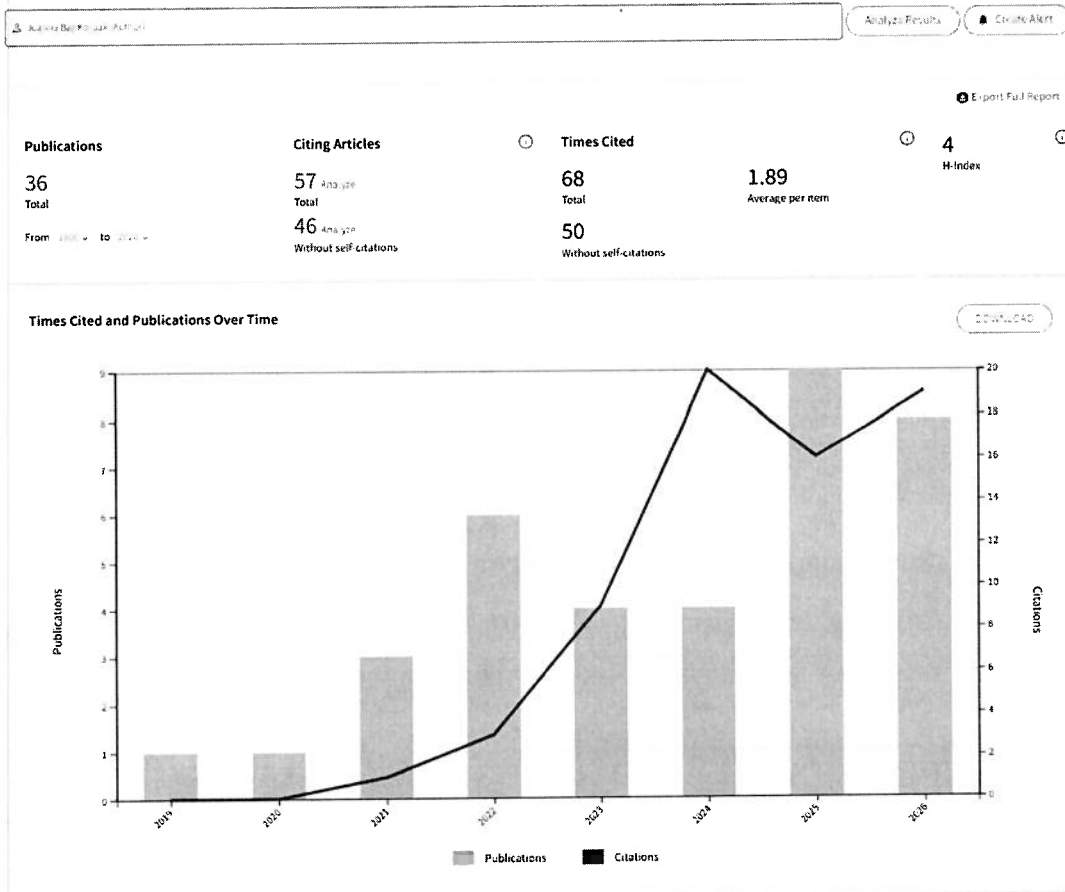 Analyze Results
Create Alert
Export Full Report
Publications
36
Total
From to
Citing Articles
57 Analyze
Total
46 Analyze
Without self-citations
Times Cited
68
Total
1.89
Average per item
50
Without self-citations
4
H-Index
Times Cited and Publications Over Time
DOWNLOAD
9
8
7
6
5
4
3
2
1
0
Publications
20
18
16
14
12
10
8
6
4
2
0
Citations
2019
2020
2021
2022
2023
2024
2025
2026
Publications
Citations